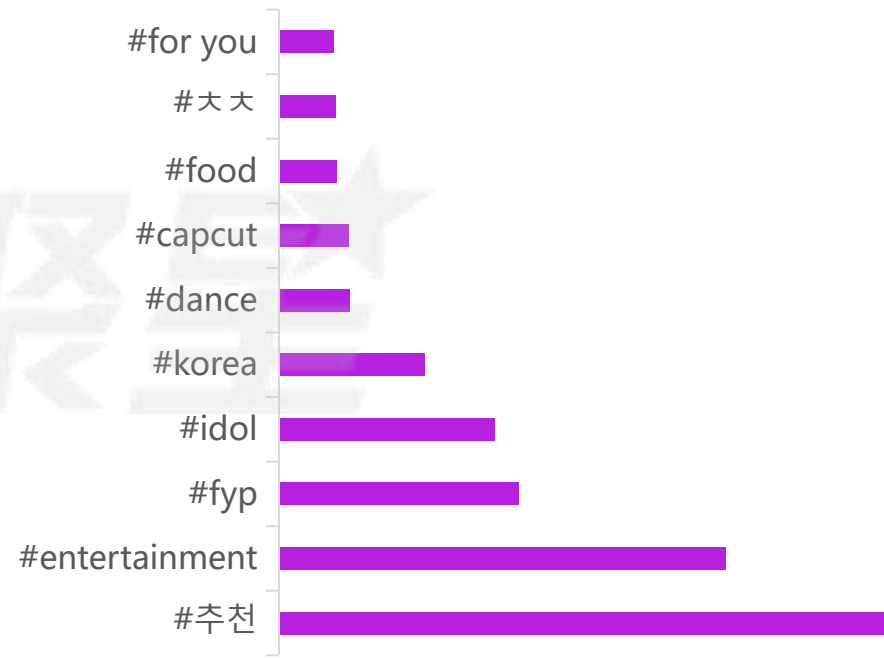 #for you
#ㅊㅊ
#food
#capcut
#dance
#korea
#idol
#fyp
#entertainment
#추천